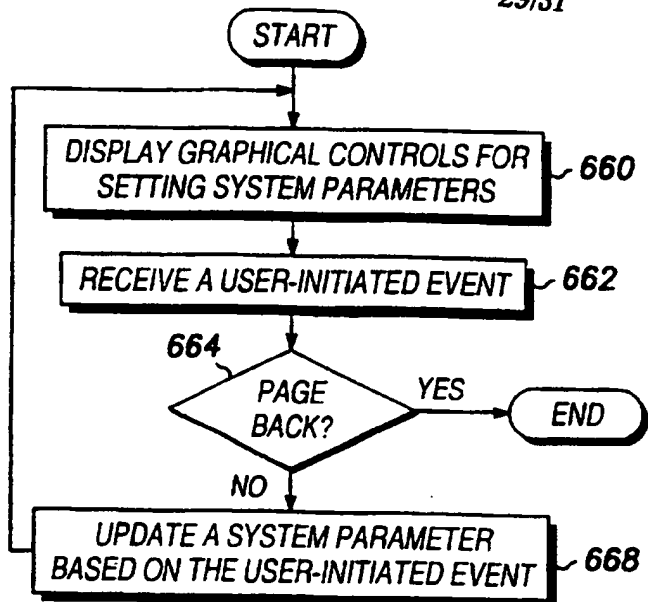 29/31
START
DISPLAY GRAPHICAL CONTROLS FOR
SETTING SYSTEM PARAMETERS
660
RECEIVE A USER-INITIATED EVENT
662
664
PAGE
BACK?
YES
END
NO
UPDATE A SYSTEM PARAMETER
BASED ON THE USER-INITIATED EVENT
668